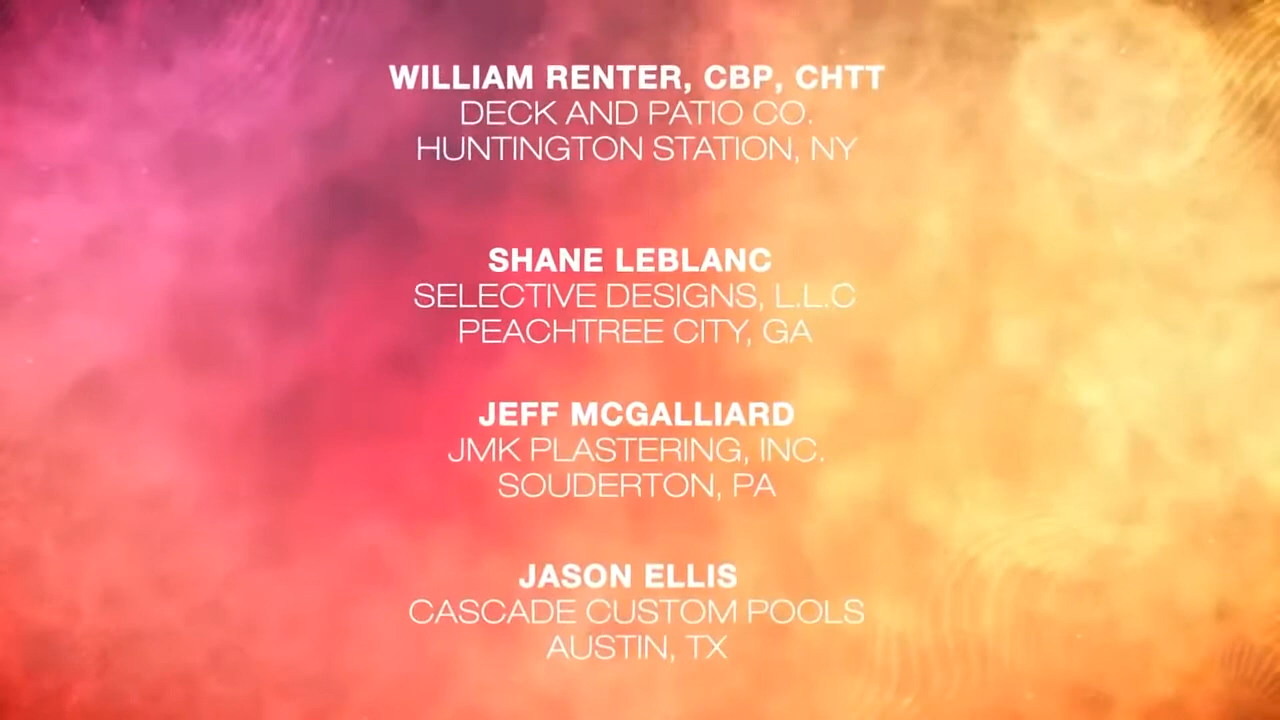 WILLIAM RENTER, CBP, CHTT
DECK AND PATIO CO.
HUNTINGTON STATION, NY
SHANE LEBLANC
SELECTIVE DESIGNS, L.L.C
PEACHTREE CITY, GA
JEFF MCGALLIARD
JMK PLASTERING, INC.
SOUDERTON, PA
JASON ELLIS
CASCADE CUSTOM POOLS
AUSTIN, TX